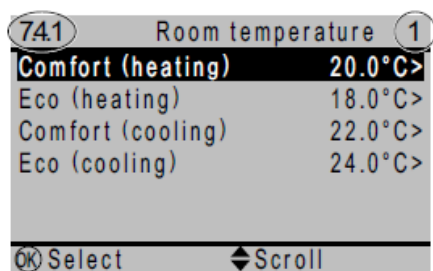 7.4.1 Room temperature 1
Comfort (heating) 20.0°C>
Eco (heating) 18.0°C>
Comfort (cooling) 22.0°C>
Eco (cooling) 24.0°C>
OK Select Scroll